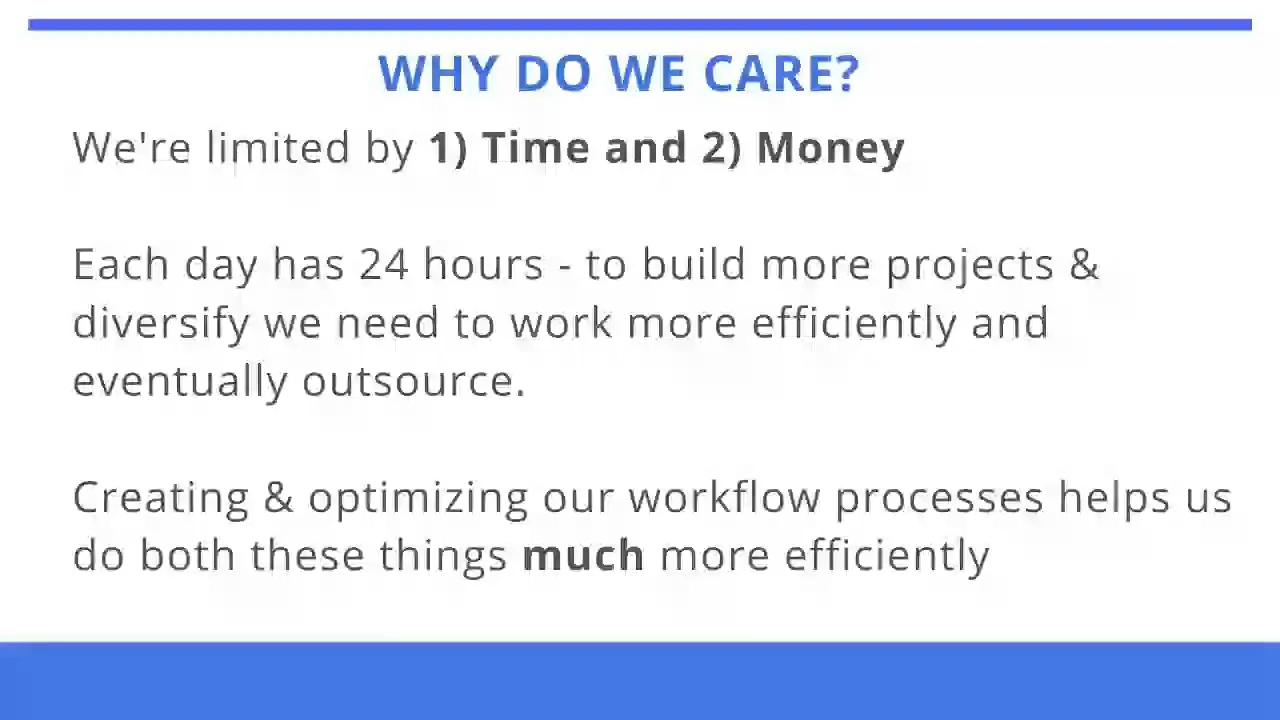 WHY DO WE CARE?
We're limited by 1) Time and 2) Money
Each day has 24 hours - to build more projects &
diversify we need to work more efficiently and
eventually outsource.
Creating & optimizing our workflow processes helps us
do both these things much more efficiently